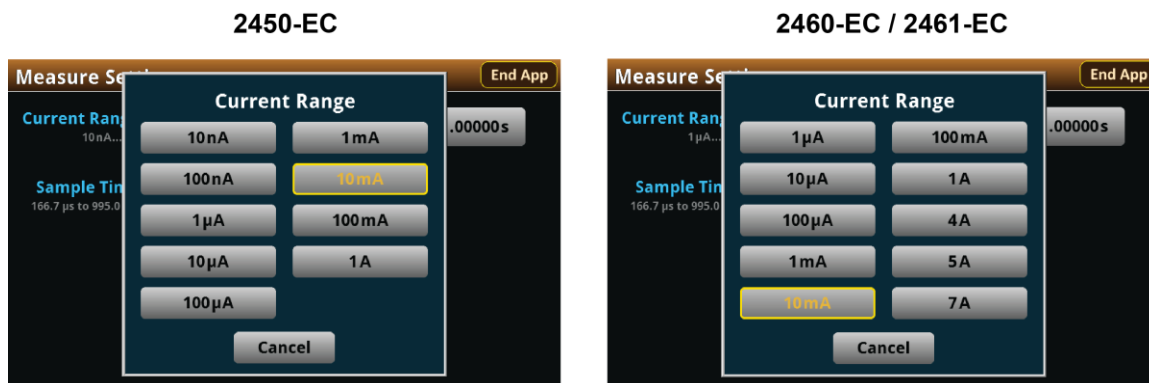 2450-EC
2460-EC / 2461-EC
Measure Se
End App
Current Range
Current Ran
10nA...
.00000s
10nA
1mA
100nA
10mA
Sample Tim
166.7 µs to 995.0
1µA
100mA
10µA
1A
100µA
Cancel
Measure Se
End App
Current Range
Current Ran
1µA...
.00000s
1µA
100mA
10µA
1A
Sample Tim
166.7 µs to 995.0
100µA
4A
1mA
5A
10mA
7A
Cancel